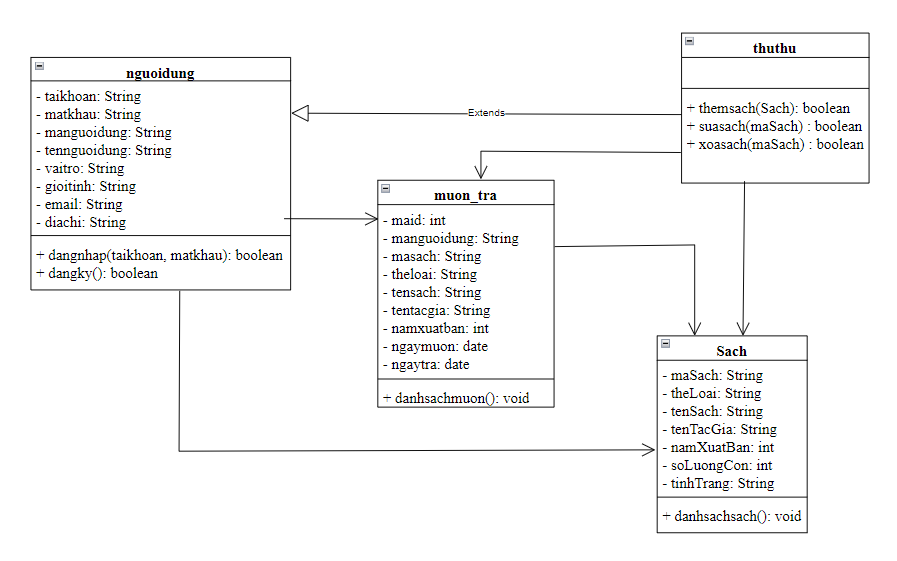 nguoidung
- taikhoan: String
- matkhau: String
- manguoidung: String
- tennguoidung: String
- vaitro: String
- gioitinh: String
- email: String
- diachi: String
+ dangnhap(taikhoan, matkhau): boolean
+ dangky(): boolean
Extends
thuthu
+ themsach(Sach): boolean
+ suasach(maSach) : boolean
+ xoasach(maSach) : boolean
muon_tra
- maid: int
- manguoidung: String
- masach: String
- theloai: String
- tensach: String
- tentacgia: String
- namxuatban: int
- ngaymuon: date
- ngaytra: date
+ danhsachmuon(): void
Sach
- maSach: String
- theLoai: String
- tenSach: String
- tenTacGia: String
- namXuatBan: int
- soLuongCon: int
- tinhTrang: String
+ danhsachsach(): void